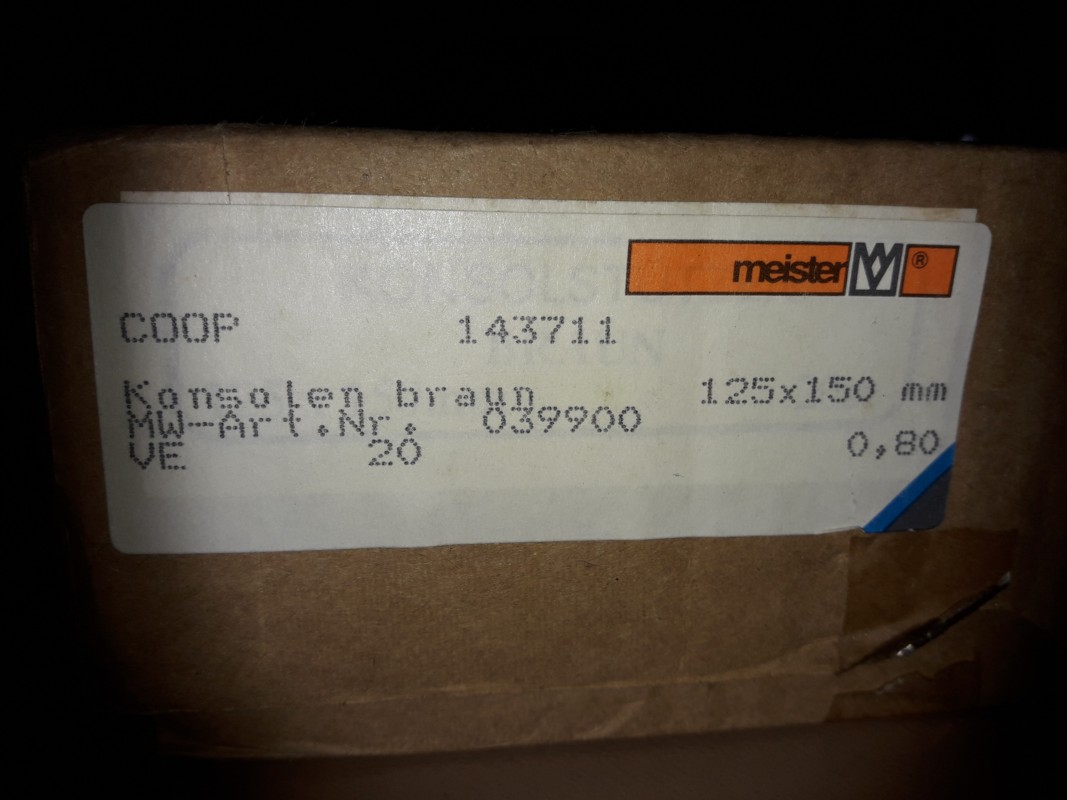 meister ®
COOP 143711
Konsolen braun 125x150 mm
MW-Art.Nr. 039900
VE 20 0,80